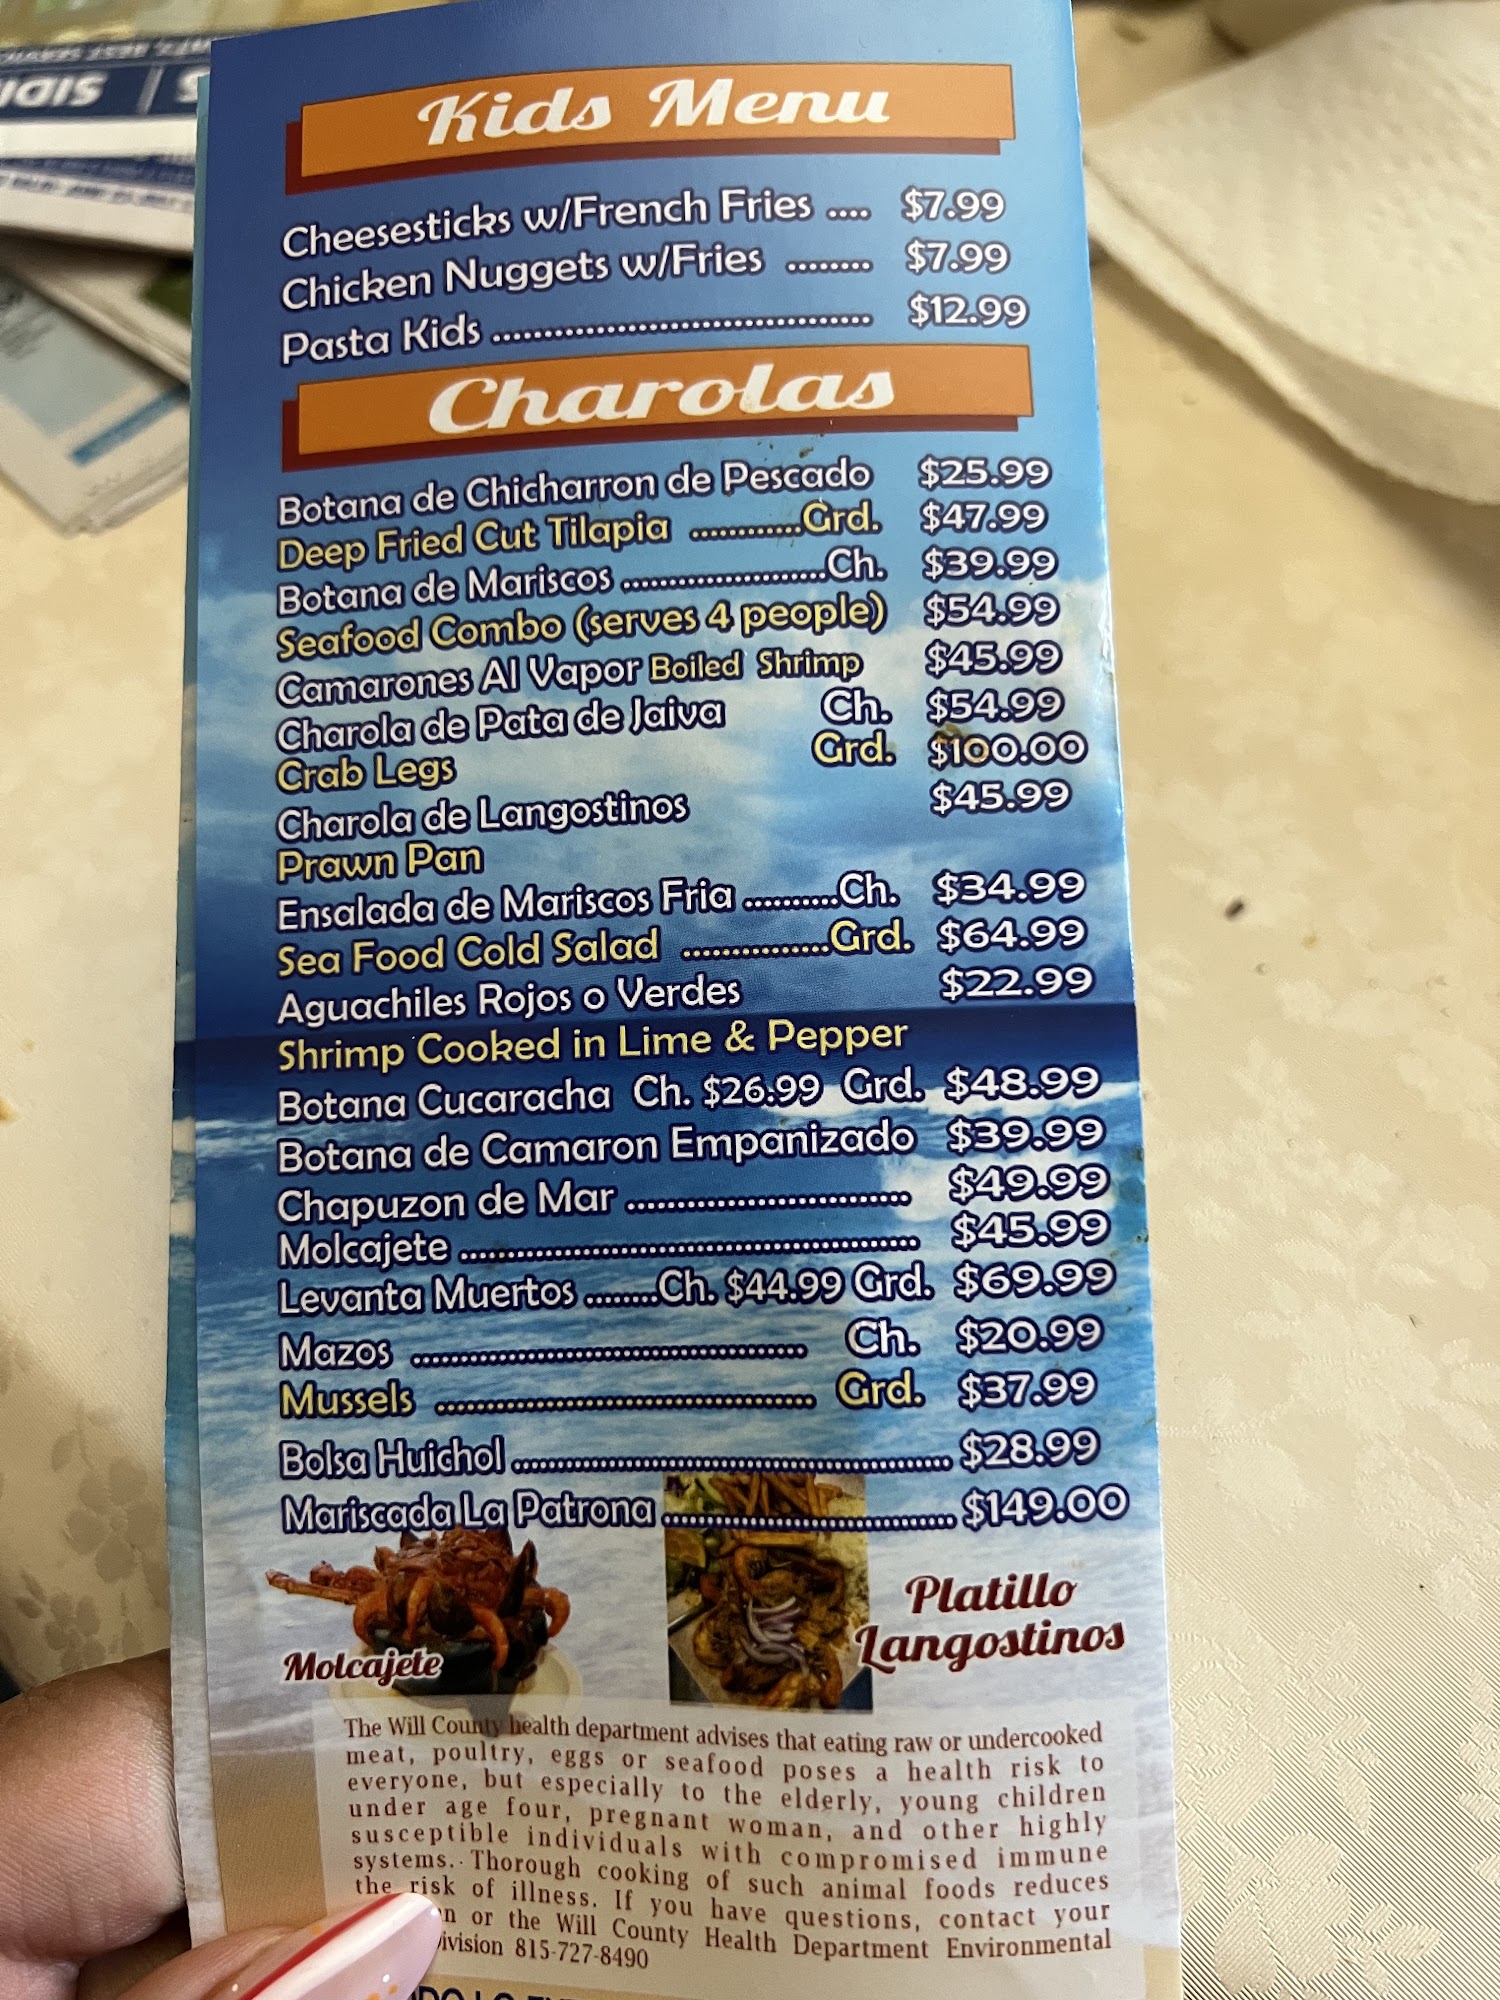 Kids Menu
Cheesesticks w/French Fries .... $7.99
Chicken Nuggets w/Fries ........ $7.99
Pasta Kids ..................................... $12.99
Charolas
Botana de Chicharron de Pescado $25.99
Deep Fried Cut Tilapia .............Grd. $47.99
Botana de Mariscos .......................Ch. $39.99
Seafood Combo (serves 4 people) $54.99
Camarones Al Vapor Boiled Shrimp $45.99
Charola de Pata de Jaiva Ch. $54.99
Crab Legs Grd. $100.00
Charola de Langostinos $45.99
Prawn Pan
Ensalada de Mariscos Fria ..........Ch. $34.99
Sea Food Cold Salad ................Grd. $64.99
Aguachiles Rojos o Verdes $22.99
Shrimp Cooked in Lime & Pepper
Botana Cucaracha Ch. $26.99 Grd. $48.99
Botana de Camaron Empanizado $39.99
Chapuzon de Mar ............................... $49.99
Molcajete .................................................. $45.99
Levanta Muertos ........Ch. $44.99 Grd. $69.99
Mazos ........................................ Ch. $20.99
Mussels ...................................... Grd. $37.99
Bolsa Huichol .................................................. $28.99
Mariscada La Patrona .................................. $149.00
Molcajete
Platillo
Langostinos
The Will County health department advises that eating raw or undercooked
meat, poultry, eggs or seafood poses a health risk to
everyone, but especially to the elderly, young children
under age four, pregnant woman, and other highly
susceptible individuals with compromised immune
systems. Thorough cooking of such animal foods reduces
the risk of illness. If you have questions, contact your
or the Will County Health Department Environmental
815-727-8490